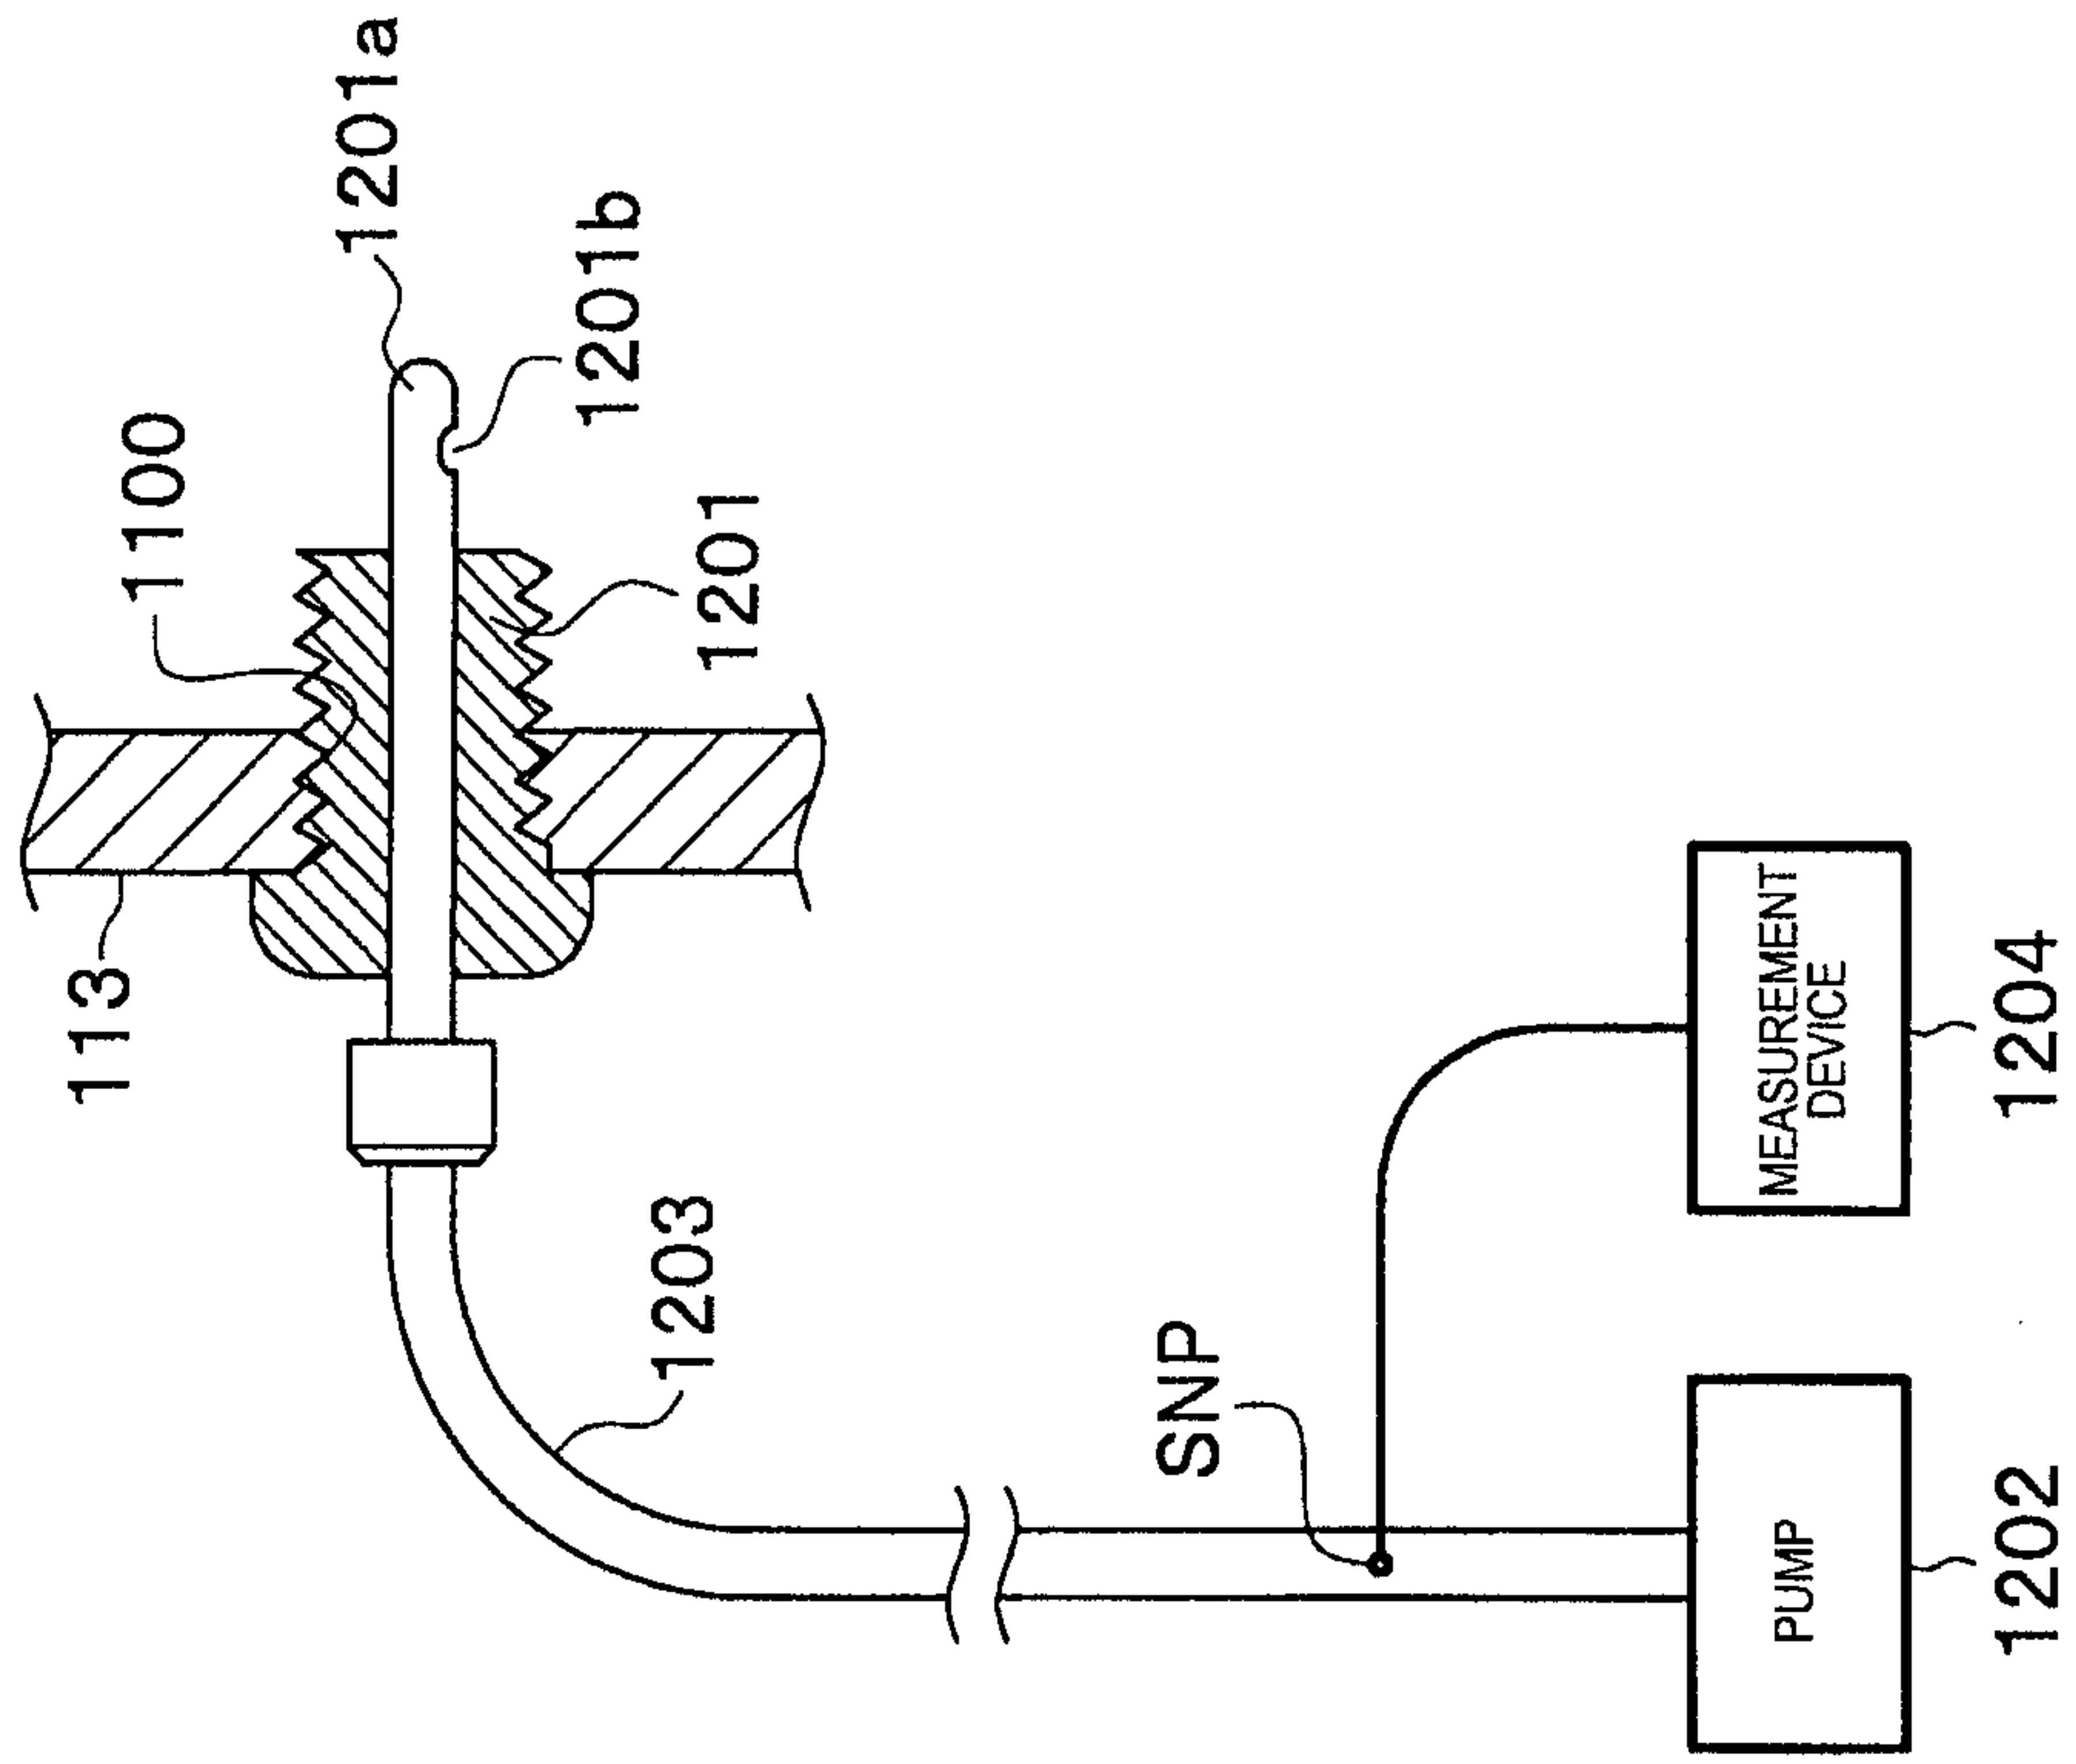 1201a
1201b
1100
1201
113
1203
SNP
MEASUREMENT
DEVICE
1204
PUMP
1202